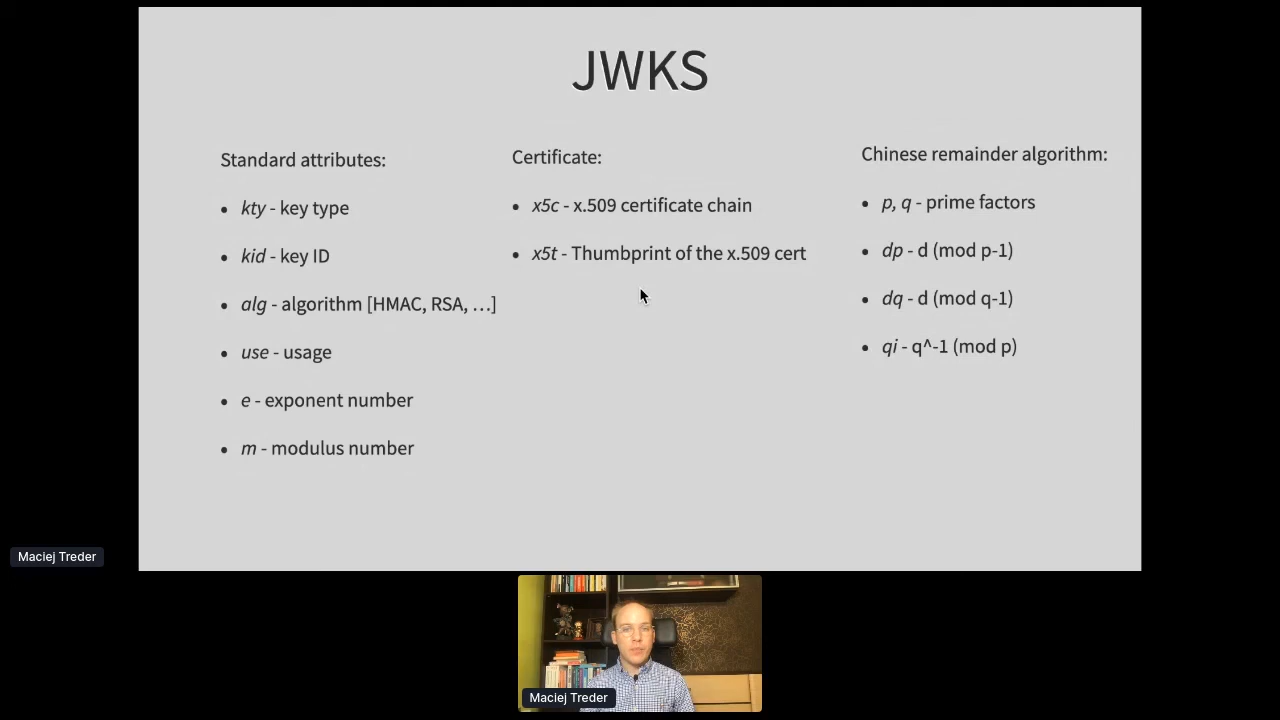 JWKS
Standard attributes:
• kty - key type
• kid - key ID
• alg - algorithm [HMAC, RSA, …]
• use - usage
• e - exponent number
• m - modulus number
Certificate:
• x5c - x.509 certificate chain
• x5t - Thumbprint of the x.509 cert
Chinese remainder algorithm:
• p, q - prime factors
• dp - d (mod p-1)
• dq - d (mod q-1)
• qi - q^-1 (mod p)
Maciej Treder
Maciej Treder